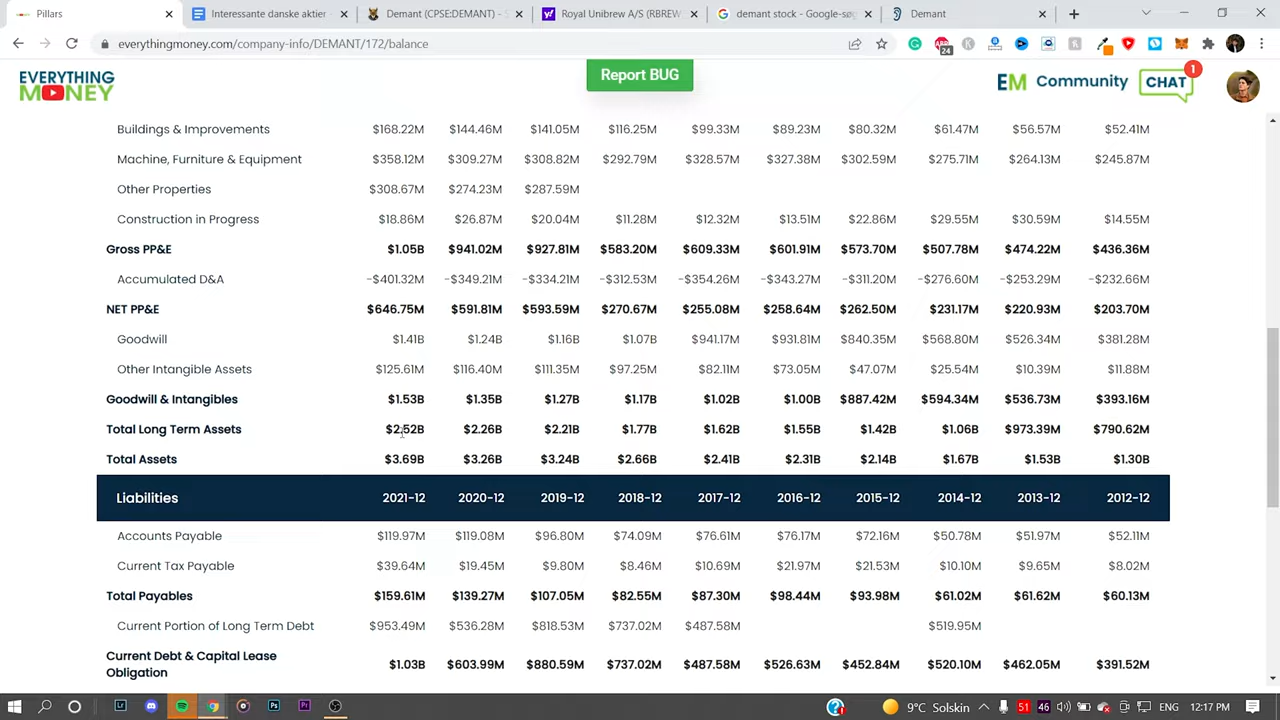 Pillars
Interessante danske aktier -
Demant (CPSE:DEMANT) - S
Royal Unibrew A/S (RBREW
demant stock - Google-søg
Demant
everythingmoney.com/company-info/DEMANT/172/balance
24
EVERYTHING
MONEY
Report BUG
EM Community
CHAT
1
Buildings & Improvements $168.22M $144.46M $141.05M $116.25M $99.33M $89.23M $80.32M $61.47M $56.57M $52.41M
Machine, Furniture & Equipment $358.12M $309.27M $308.82M $292.79M $328.57M $327.38M $302.59M $275.71M $264.13M $245.87M
Other Properties $308.67M $274.23M $287.59M
Construction in Progress $18.86M $26.87M $20.04M $11.28M $12.32M $13.51M $22.86M $29.55M $30.59M $14.55M
Gross PP&E $1.05B $941.02M $927.81M $583.20M $609.33M $601.91M $573.70M $507.78M $474.22M $436.36M
Accumulated D&A -$401.32M -$349.21M -$334.21M -$312.53M -$354.26M -$343.27M -$311.20M -$276.60M -$253.29M -$232.66M
NET PP&E $646.75M $591.81M $593.59M $270.67M $255.08M $258.64M $262.50M $231.17M $220.93M $203.70M
Goodwill $1.41B $1.24B $1.16B $1.07B $941.17M $931.81M $840.35M $568.80M $526.34M $381.28M
Other Intangible Assets $125.61M $116.40M $111.35M $97.25M $82.11M $73.05M $47.07M $25.54M $10.39M $11.88M
Goodwill & Intangibles $1.53B $1.35B $1.27B $1.17B $1.02B $1.00B $887.42M $594.34M $536.73M $393.16M
Total Long Term Assets $2.52B $2.26B $2.21B $1.77B $1.62B $1.55B $1.42B $1.06B $973.39M $790.62M
Total Assets $3.69B $3.26B $3.24B $2.66B $2.41B $2.31B $2.14B $1.67B $1.53B $1.30B
Liabilities 2021-12 2020-12 2019-12 2018-12 2017-12 2016-12 2015-12 2014-12 2013-12 2012-12
Accounts Payable $119.97M $119.08M $96.80M $74.09M $76.61M $76.17M $72.16M $50.78M $51.97M $52.11M
Current Tax Payable $39.64M $19.45M $9.80M $8.46M $10.69M $21.97M $21.53M $10.10M $9.65M $8.02M
Total Payables $159.61M $139.27M $107.05M $82.55M $87.30M $98.44M $93.98M $61.02M $61.62M $60.13M
Current Portion of Long Term Debt $953.49M $536.28M $818.53M $737.02M $487.58M $519.95M
Current Debt & Capital Lease
Obligation $1.03B $603.99M $880.59M $737.02M $487.58M $526.63M $452.84M $520.10M $462.05M $391.52M
9°C Solskin
51
46
ENG
12:17 PM